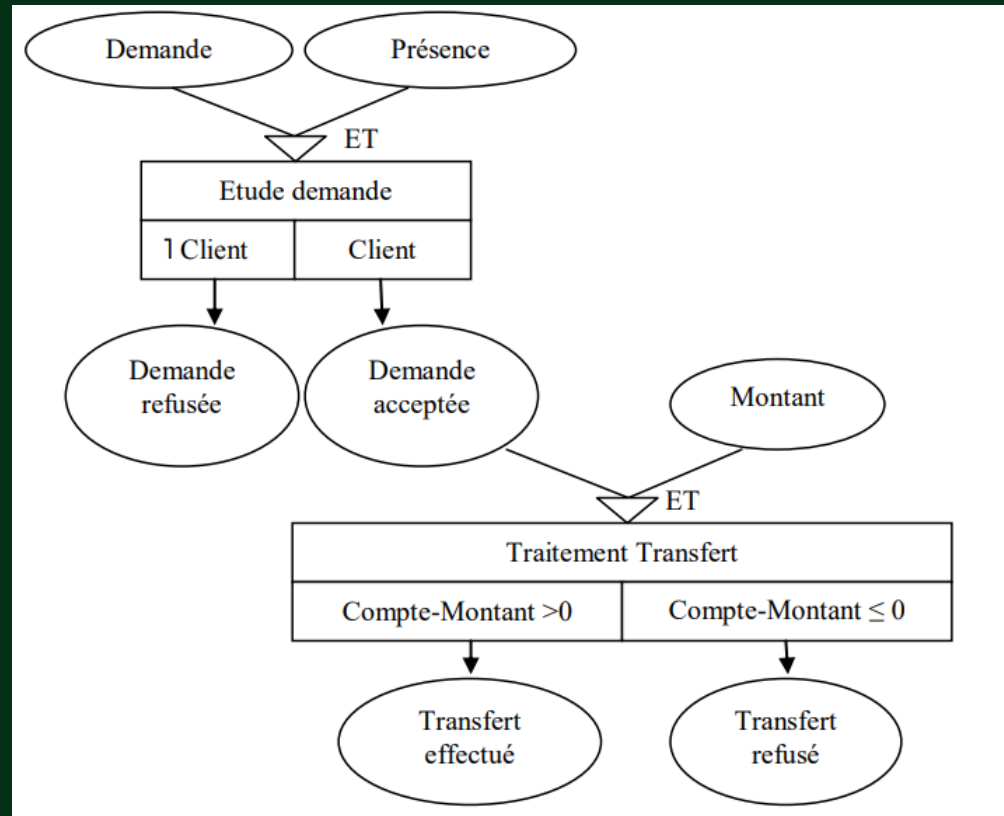 Demande
Présence
ET
Etude demande
⅂ Client
Client
Demande
refusée
Demande
acceptée
Montant
ET
Traitement Transfert
Compte-Montant >0
Compte-Montant ≤ 0
Transfert
effectué
Transfert
refusé